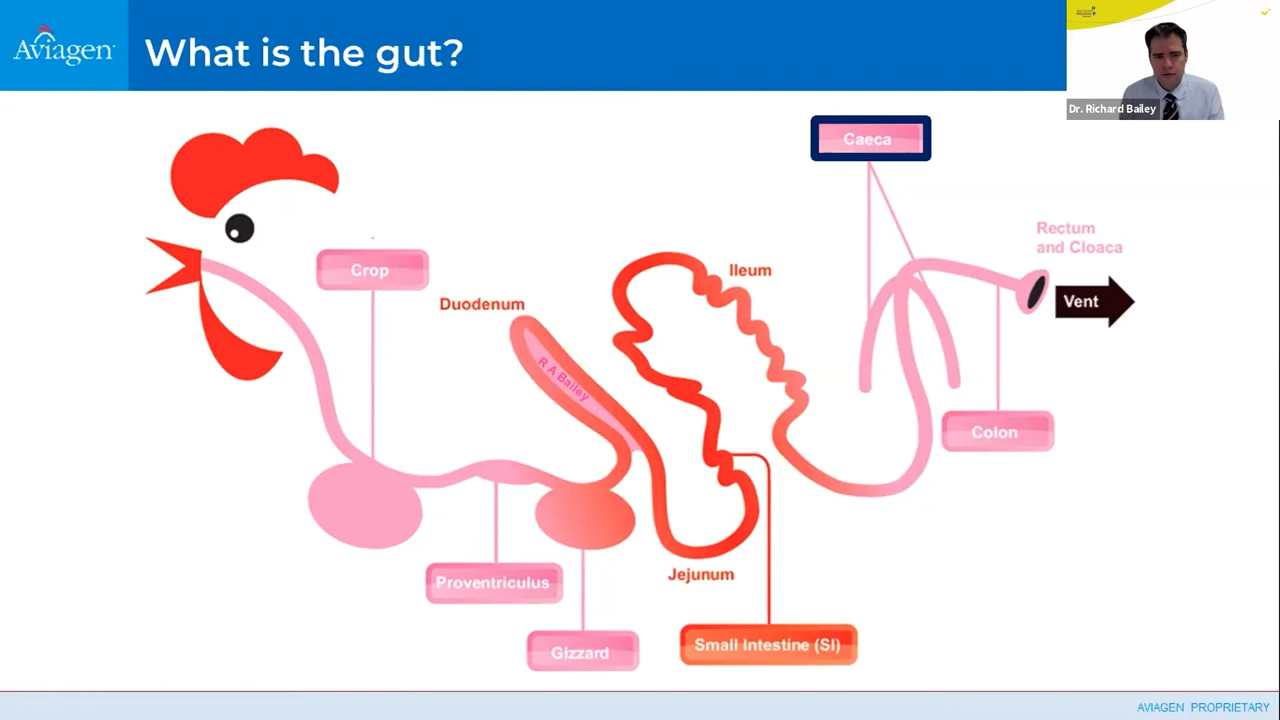 Aviagen
What is the gut?
Dr. Richard Bailey
Caeca
Rectum
and Cloaca
Crop
Ileum
Vent
Duodenum
R A Bailey
Colon
Jejunum
Proventriculus
Small Intestine (SI)
Gizzard
AVIAGEN PROPRIETARY